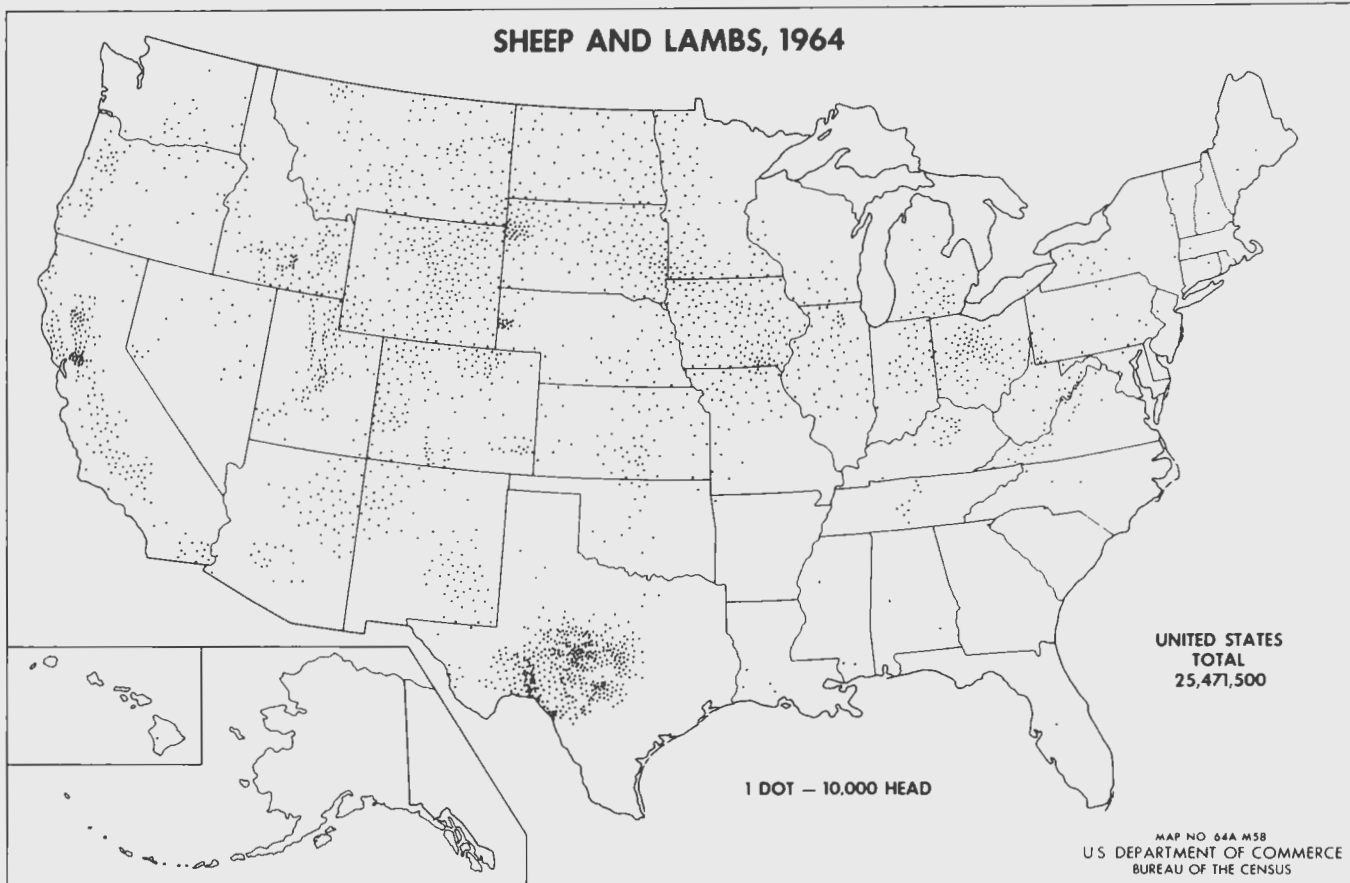 SHEEP AND LAMBS, 1964
UNITED STATES
TOTAL
25,471,500
1 DOT — 10,000 HEAD
MAP NO 64A M58
U S DEPARTMENT OF COMMERCE
BUREAU OF THE CENSUS